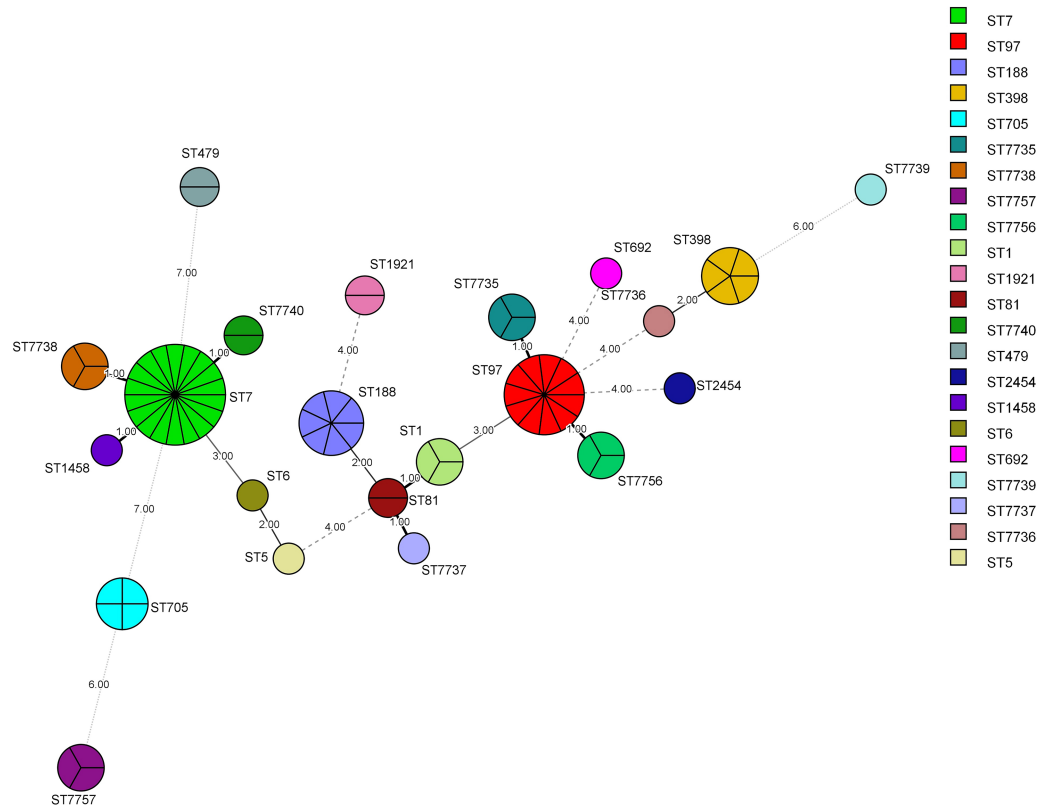 ST7
ST97
ST188
ST398
ST705
ST7735
ST7738
ST7757
ST7756
ST1
ST1921
ST81
ST7740
ST479
ST2454
ST1458
ST6
ST692
ST7739
ST7737
ST7736
ST5
ST479
ST7739
6.00
ST398
ST692
ST1921
7.00
ST7735
ST7736
2.00
ST7740
4.00
ST7738
1.00
4.00
1.00
4.00
1.00
ST97
4.00
ST2454
ST7
ST188
1.00
ST1
3.00
1.00
ST1458
3.00
2.00
ST6
1.00
ST7756
ST81
7.00
2.00
4.00
1.00
ST5
ST7737
ST705
6.00
ST7757